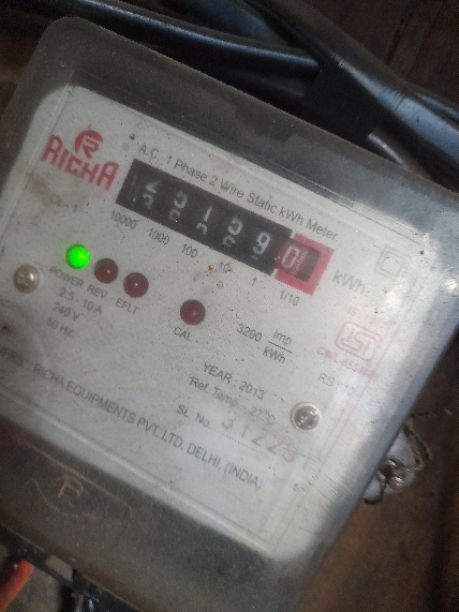 RICHA
A.C. 1 Phase 2 Wire Static kWh Meter
CL. 1
10000 1000 100 10 1 1/10
kWh
POWER REV EFLT
2.5 - 10 A
240 V
50 Hz
CAL
3200 Imp/kWh
YEAR : 2013
Ref. Temp : 27°C
SL. No.
RICHA EQUIPMENTS PVT. LTD. DELHI, (INDIA)